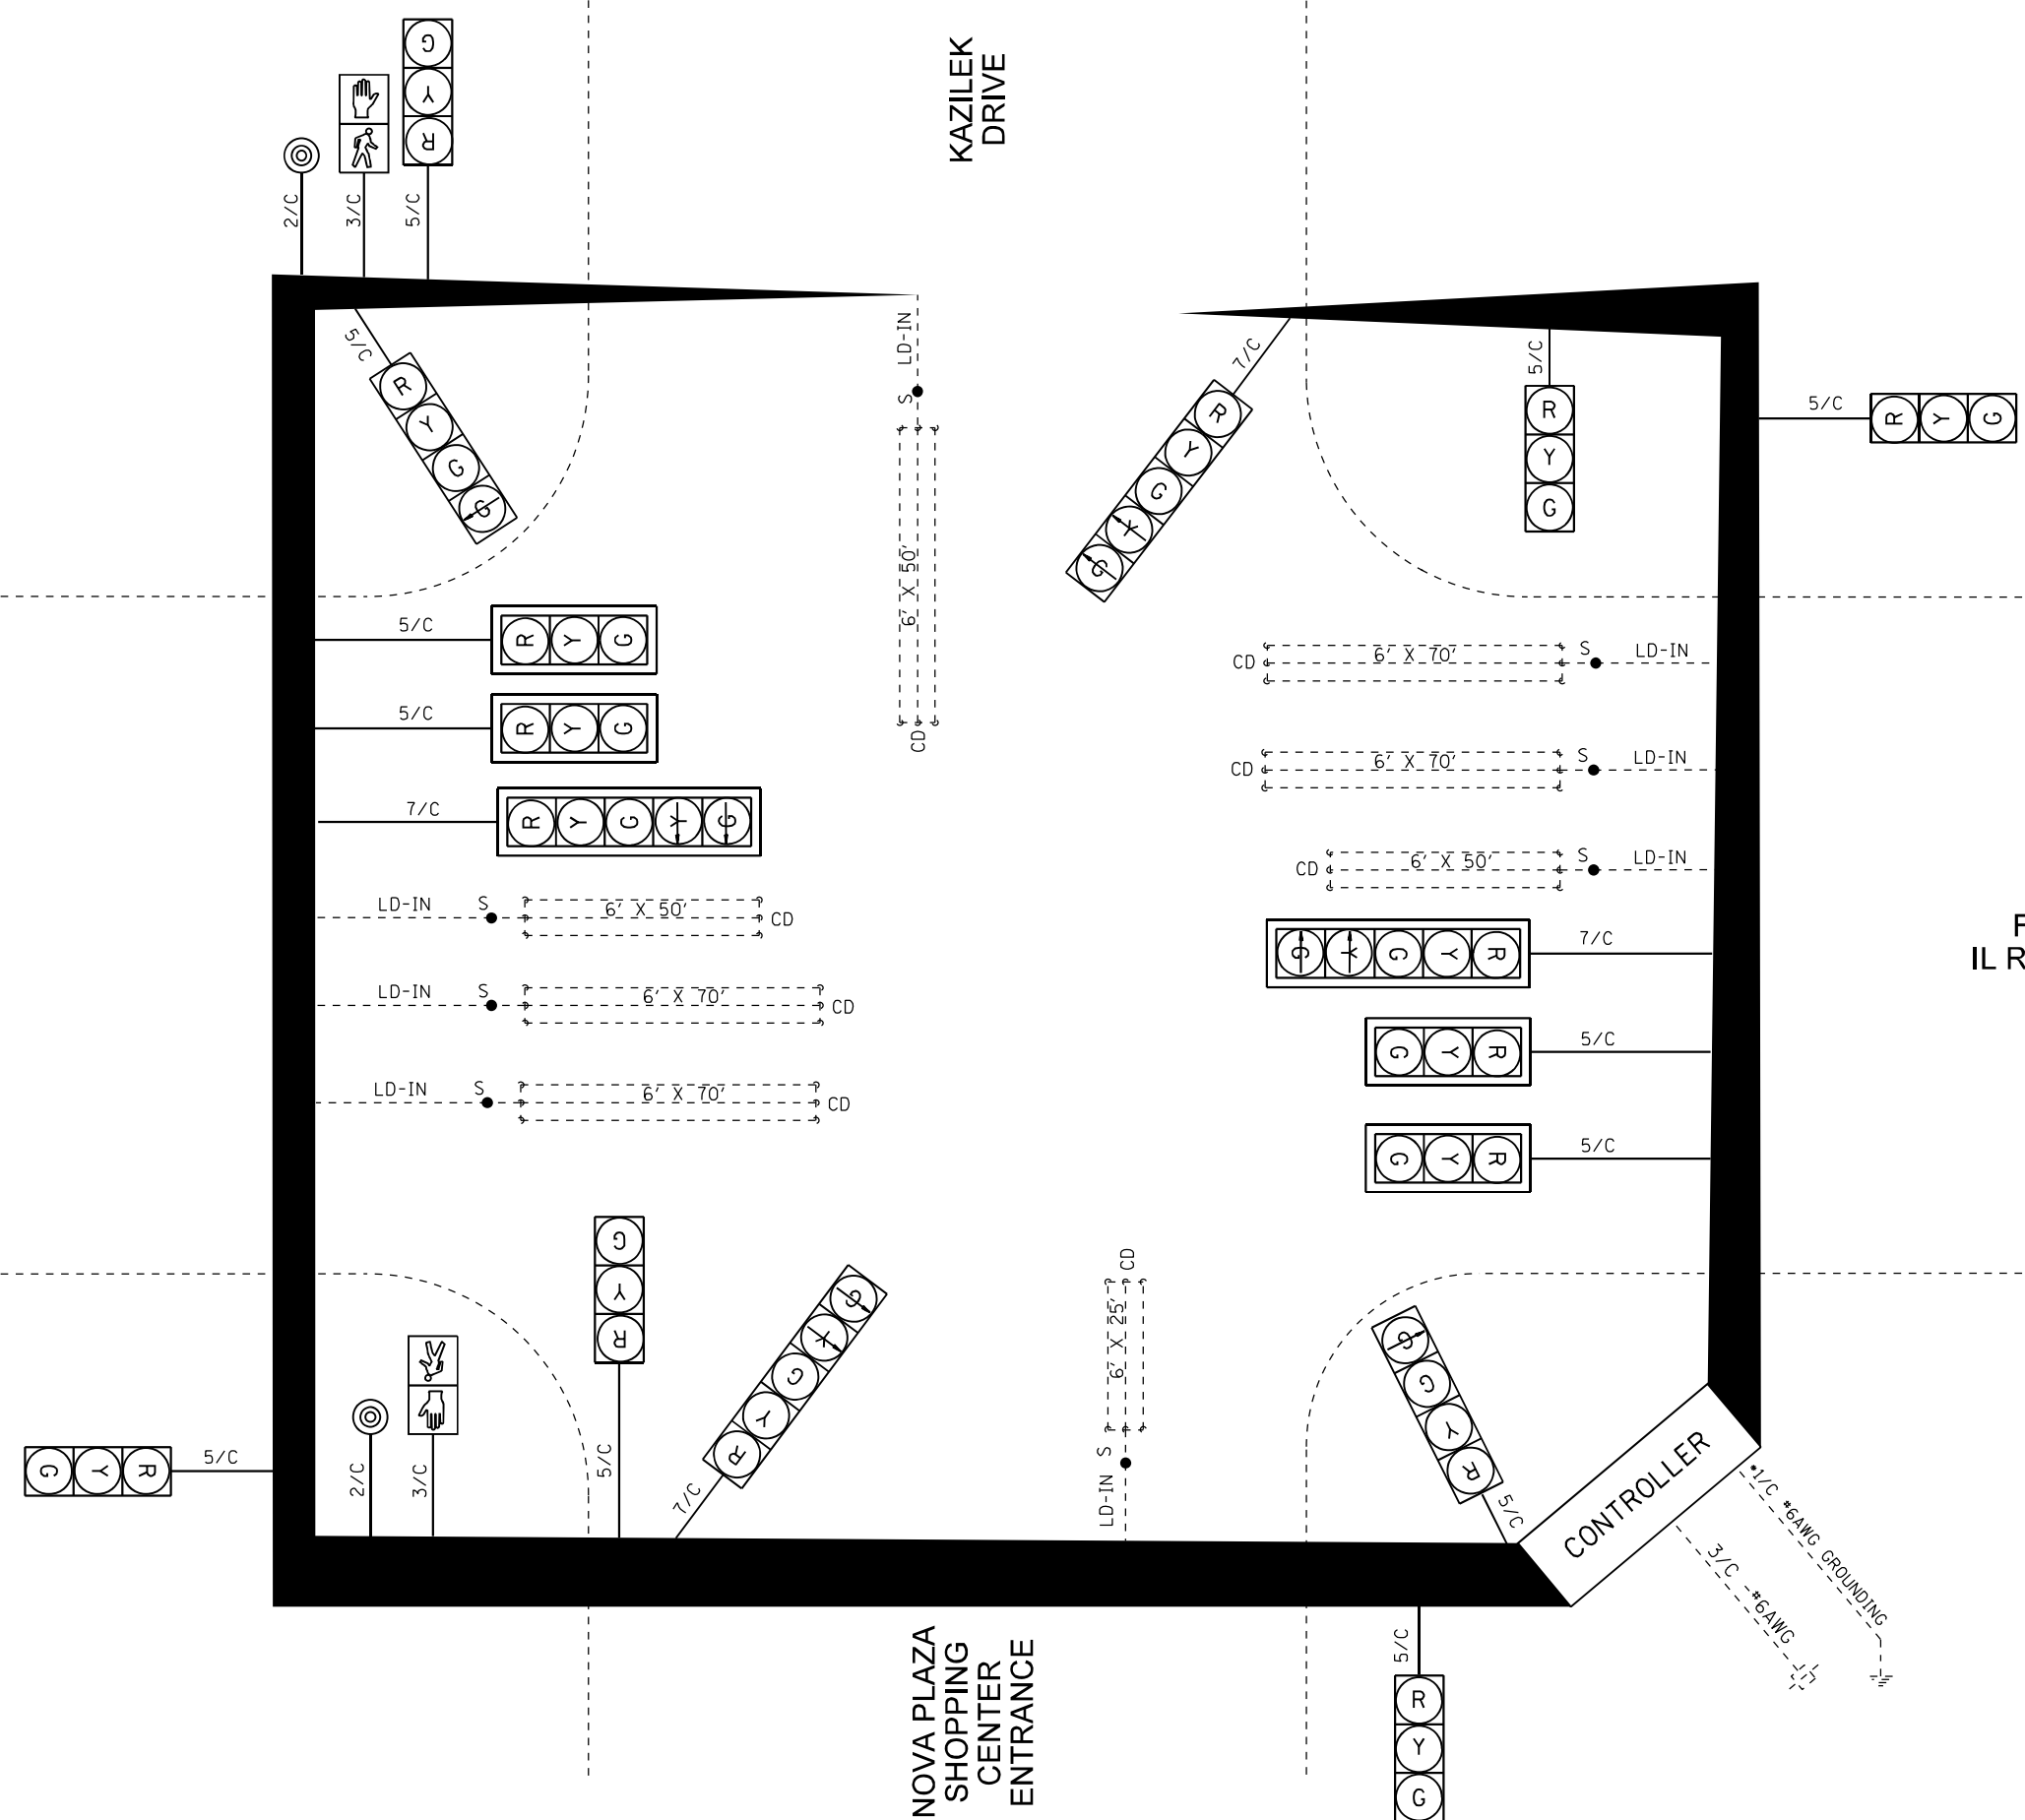 KAZILEK
DRIVE
G
Y
R
2/C
3/C
5/C
5/C
R
Y
G
G
LD-IN
S
6' X 50'
CD
7/C
R
Y
G
Y
G
5/C
R
Y
G
5/C
R Y G
5/C
R Y G
5/C
R Y G
7/C
R Y G Y G
CD 6' X 70' S LD-IN
CD 6' X 70' S LD-IN
CD 6' X 50' S LD-IN
LD-IN S 6' X 50' CD
LD-IN S 6' X 70' CD
LD-IN S 6' X 70' CD
G Y G Y R
7/C
G Y R
5/C
G Y R
5/C
F
IL R
G Y R
5/C
2/C
3/C
G
Y
R
5/C
G
Y
G
Y
R
7/C
CD
6' X 25'
S
LD-IN
G
G
Y
R
5/C
CONTROLLER
*1/C #6AWG GROUNDING
3/C - #6AWG
NOVA PLAZA
SHOPPING
CENTER
ENTRANCE
5/C
R
Y
G